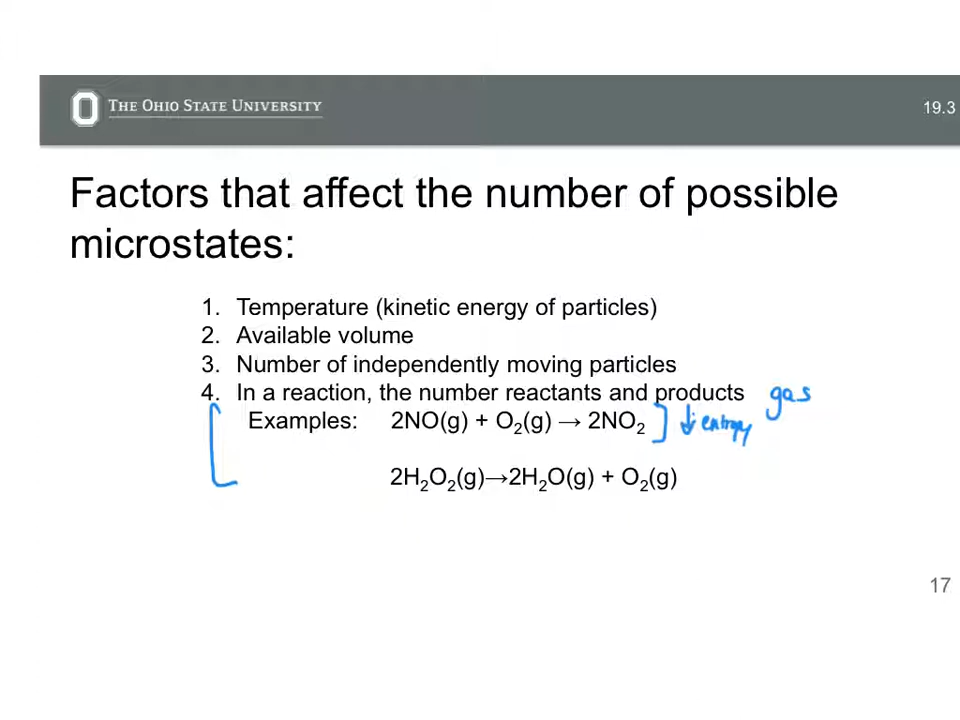 THE OHIO STATE UNIVERSITY
19.3
Factors that affect the number of possible
microstates:
1. Temperature (kinetic energy of particles)
2. Available volume
3. Number of independently moving particles
4. In a reaction, the number reactants and products gas
Examples: 2NO(g) + O₂(g) → 2NO₂ ] ↓ entropy
2H₂O₂(g)→2H₂O(g) + O₂(g)
17